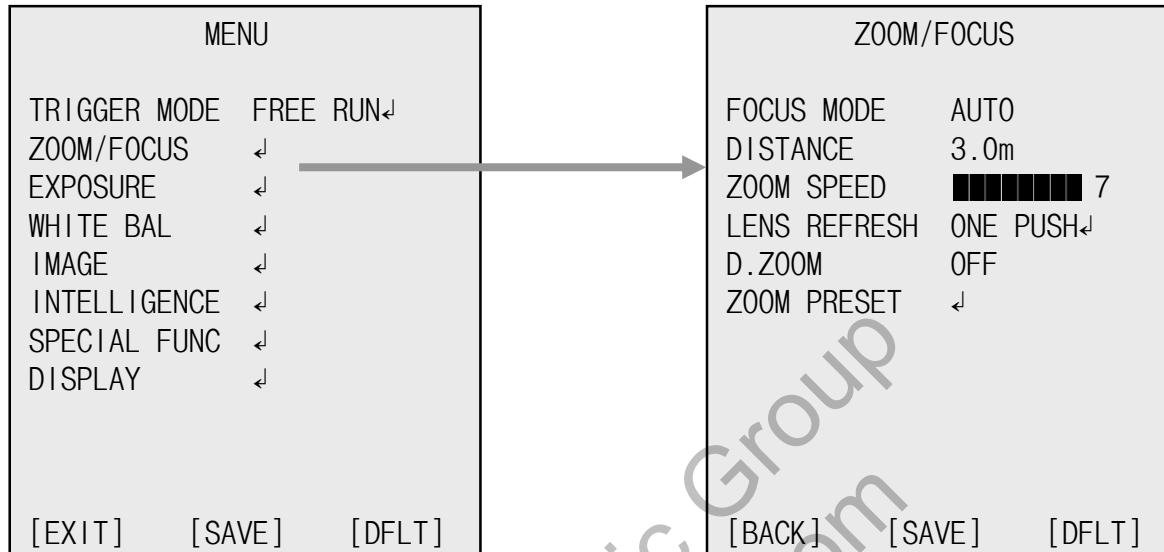 MENU
TRIGGER MODE FREE RUN↲
ZOOM/FOCUS ↲
EXPOSURE ↲
WHITE BAL ↲
IMAGE ↲
INTELLIGENCE ↲
SPECIAL FUNC ↲
DISPLAY ↲
[EXIT] [SAVE] [DFLT]
ZOOM/FOCUS
FOCUS MODE AUTO
DISTANCE 3.0m
ZOOM SPEED ████████ 7
LENS REFRESH ONE PUSH↲
D.ZOOM OFF
ZOOM PRESET ↲
[BACK] [SAVE] [DFLT]
Group